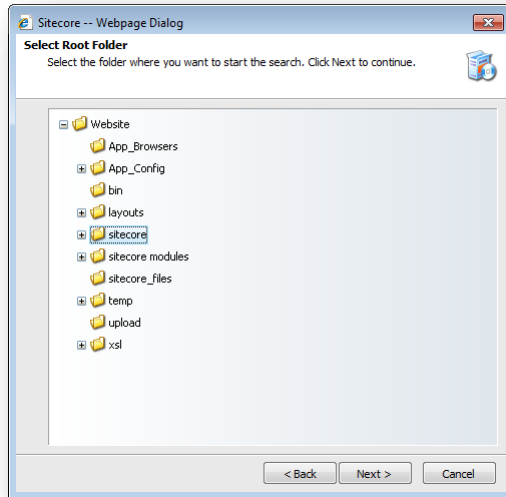 Sitecore -- Webpage Dialog
Select Root Folder
Select the folder where you want to start the search. Click Next to continue.
Website
App_Browsers
App_Config
bin
layouts
sitecore
sitecore modules
sitecore_files
temp
upload
xsl
< Back
Next >
Cancel